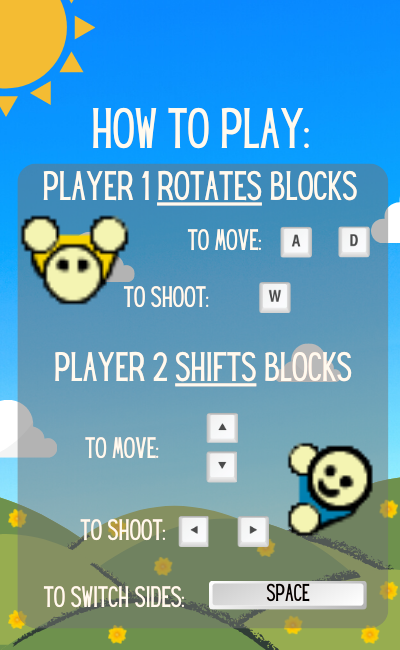 HOW TO PLAY:
PLAYER 1 ROTATES BLOCKS
TO MOVE: A D
TO SHOOT: W
PLAYER 2 SHIFTS BLOCKS
▲
TO MOVE:
▼
TO SHOOT: ◄ ►
TO SWITCH SIDES: SPACE